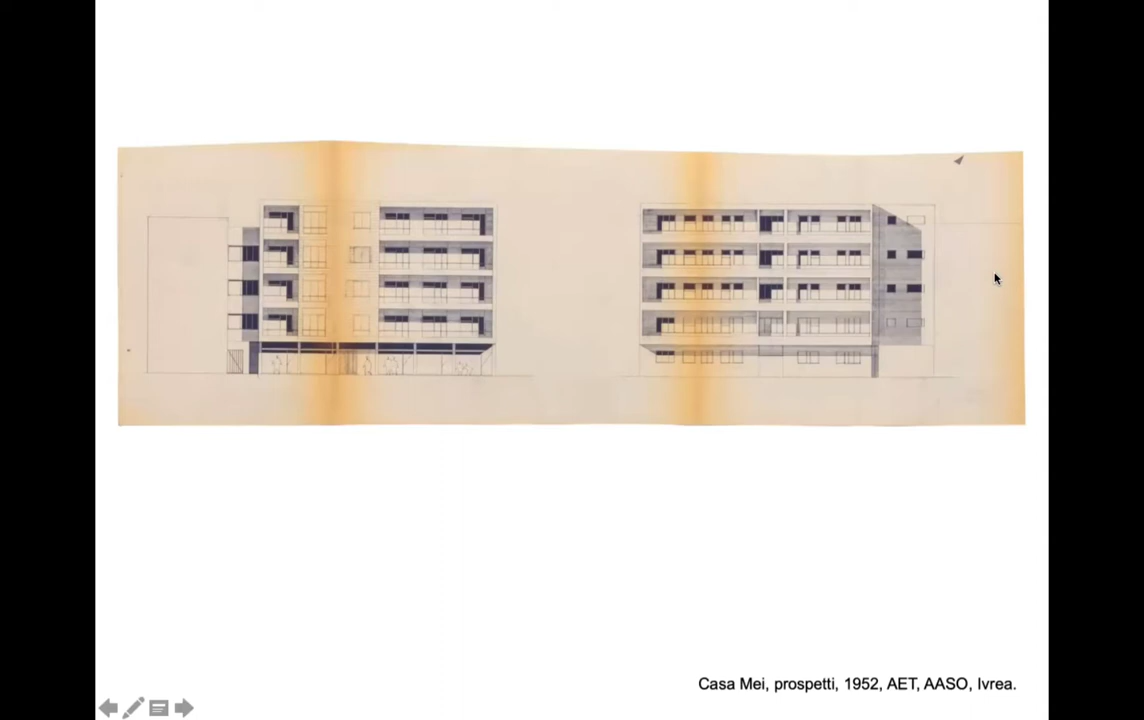 Casa Mei, prospetti, 1952, AET, AASO, Ivrea.